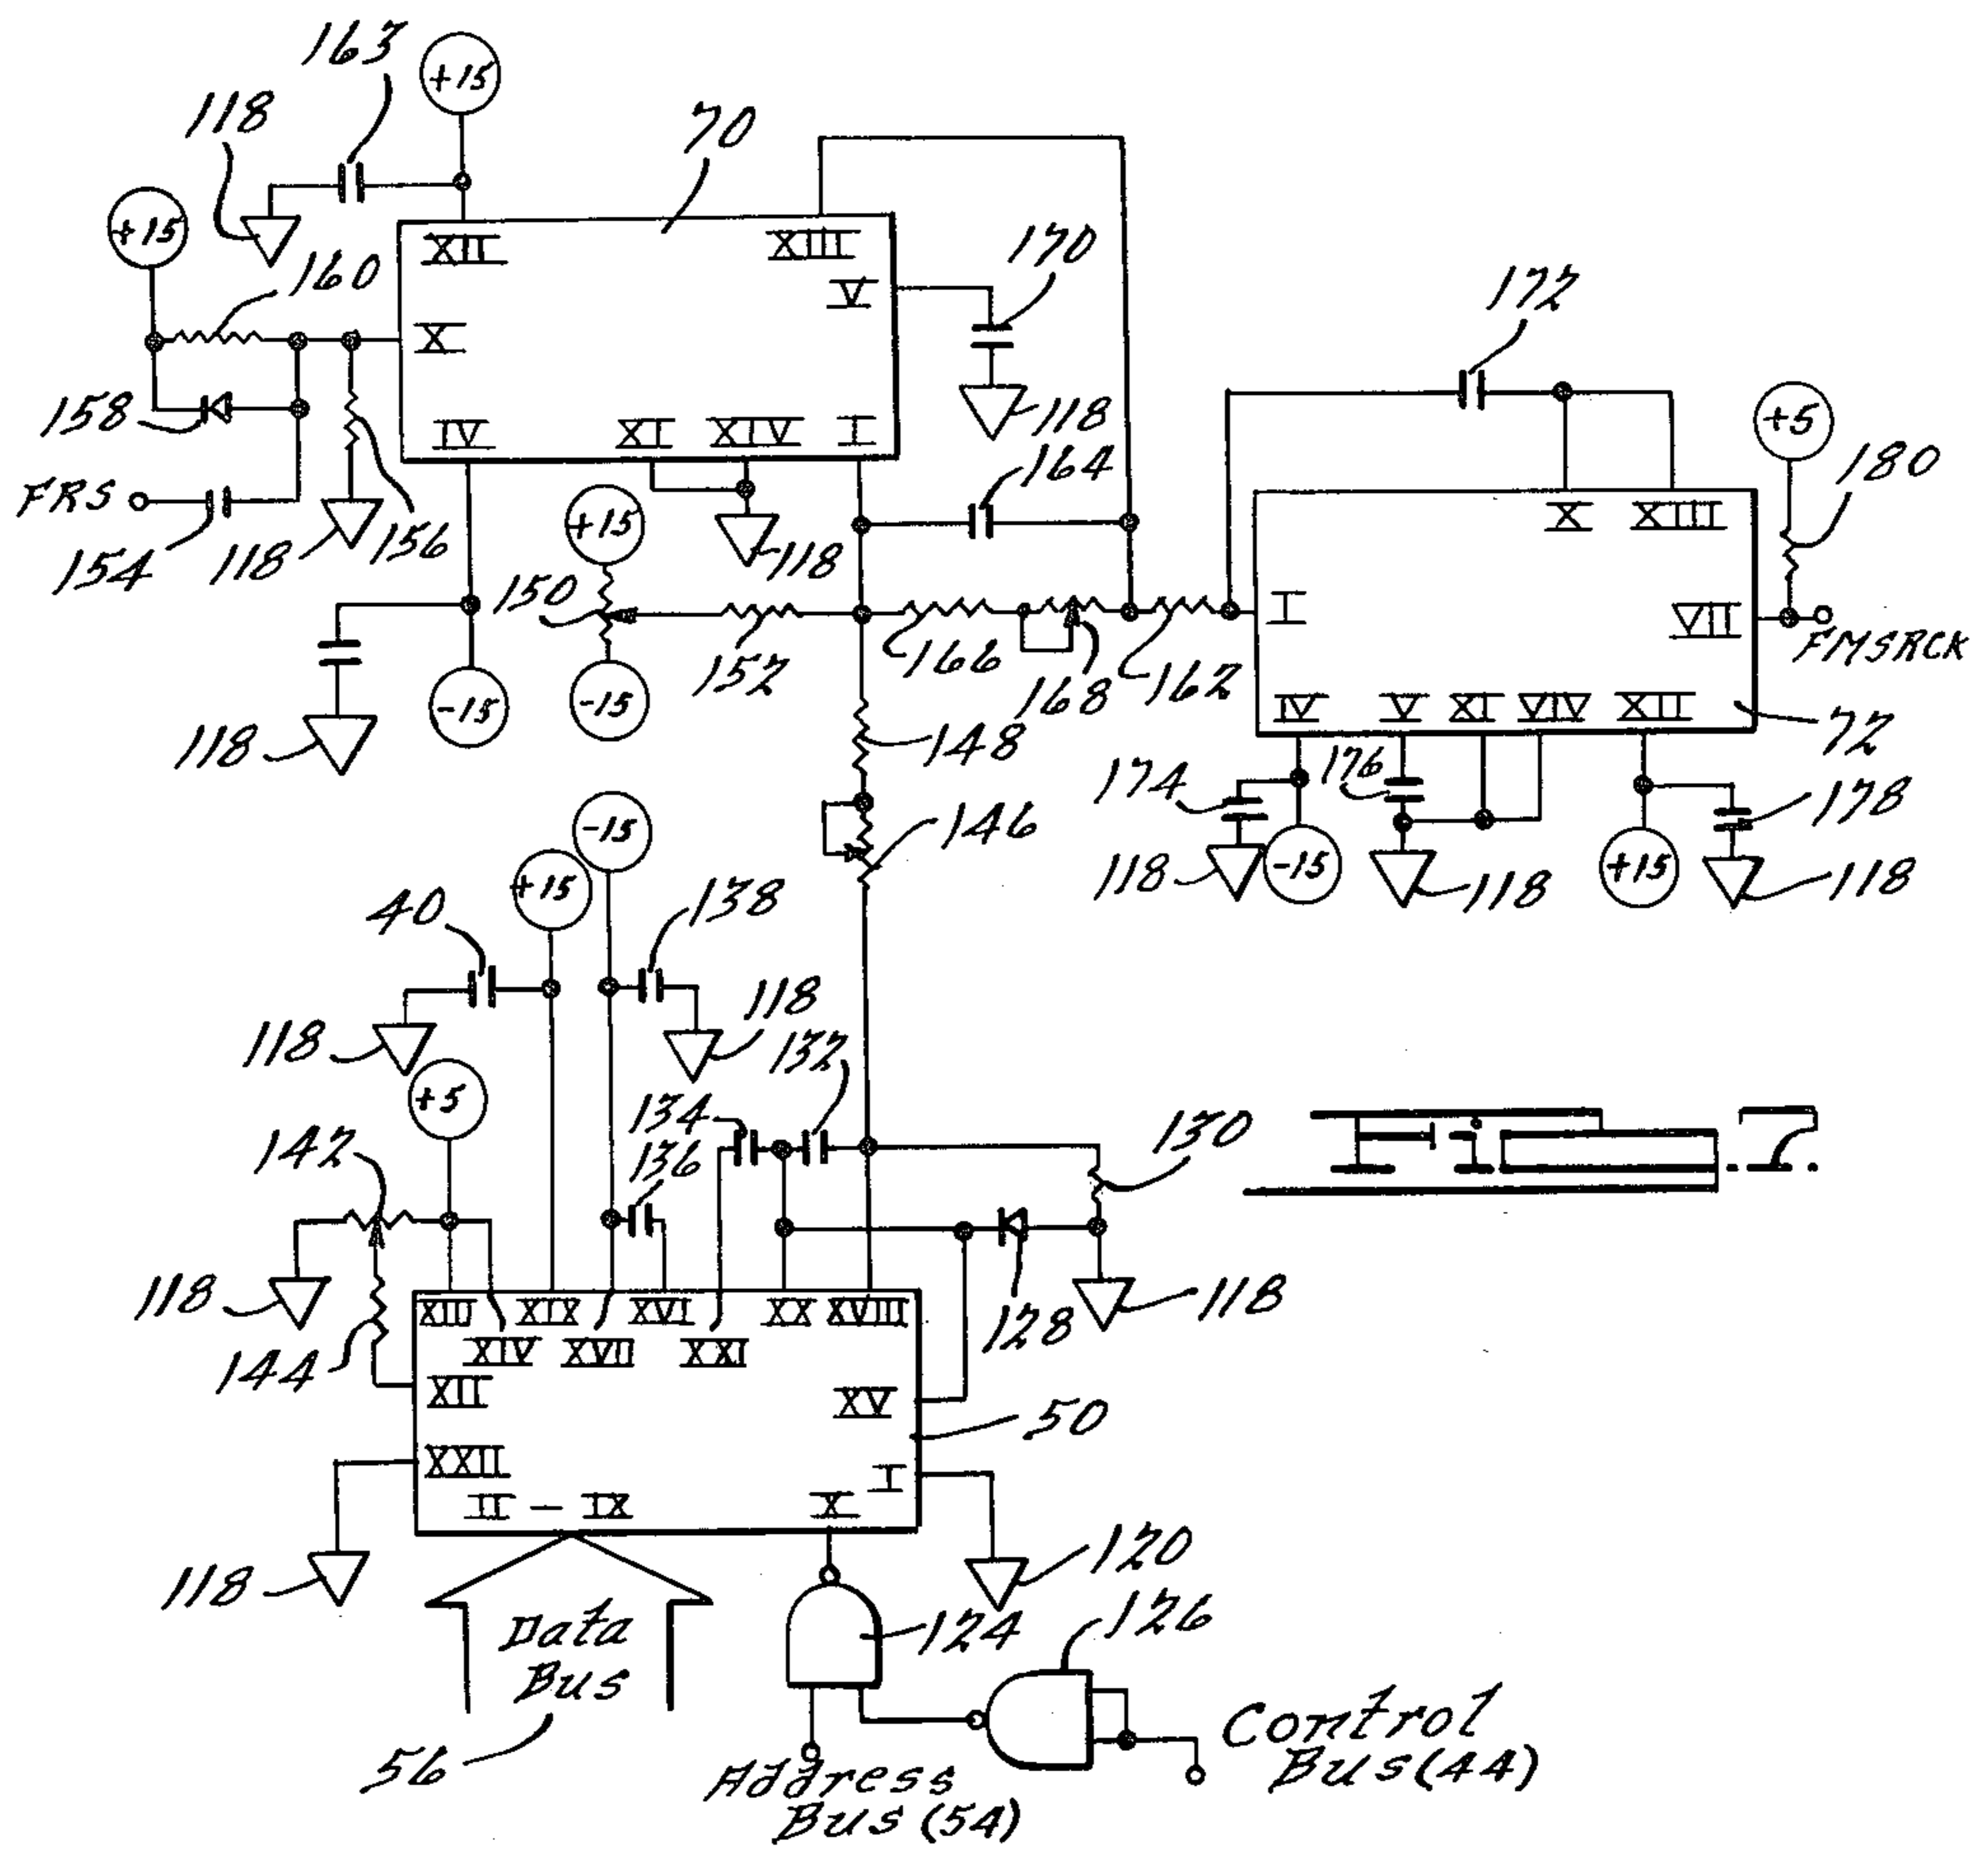 163
+15
118
70
+15
XII
XIII
170
160
V
172
X
118
158
+5
180
IV
XI
XIV
I
164
FRS
+15
X
XIII
154
118
156
118
150
I
VII
FMSRCK
152
166
168
162
-15
-15
IV
V
XI
VIV
XII
72
118
148
174
176
178
-15
146
118
-15
118
+15
118
+15
40
138
118
118
132
+5
134
130
Fig. 7.
142
136
118
XIII
XIX
XVI
XX
XVIII
128
118
XIV
XVII
XXI
144
XII
XV
50
XXII
I
II - IX
X
120
118
126
Data
Bus
124
56
Address
Bus (54)
Control
Bus (44)